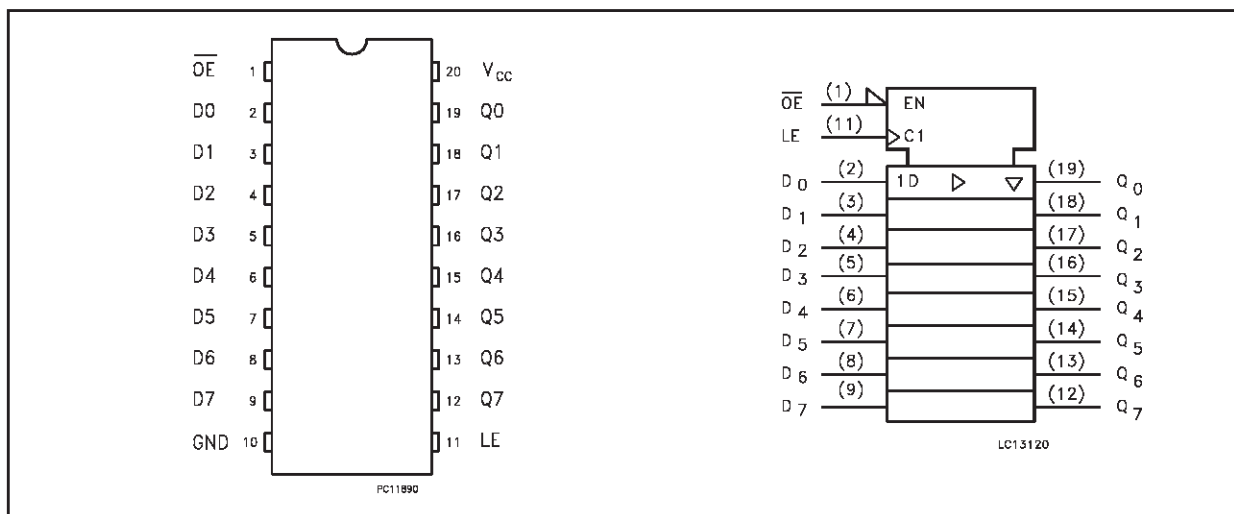 OE 1 20 VCC
D0 2 19 Q0
D1 3 18 Q1
D2 4 17 Q2
D3 5 16 Q3
D4 6 15 Q4
D5 7 14 Q5
D6 8 13 Q6
D7 9 12 Q7
GND 10 11 LE
PC11890
OE (1) EN
LE (11) C1
D0 (2) 1D (19) Q0
D1 (3) (18) Q1
D2 (4) (17) Q2
D3 (5) (16) Q3
D4 (6) (15) Q4
D5 (7) (14) Q5
D6 (8) (13) Q6
D7 (9) (12) Q7
LC13120